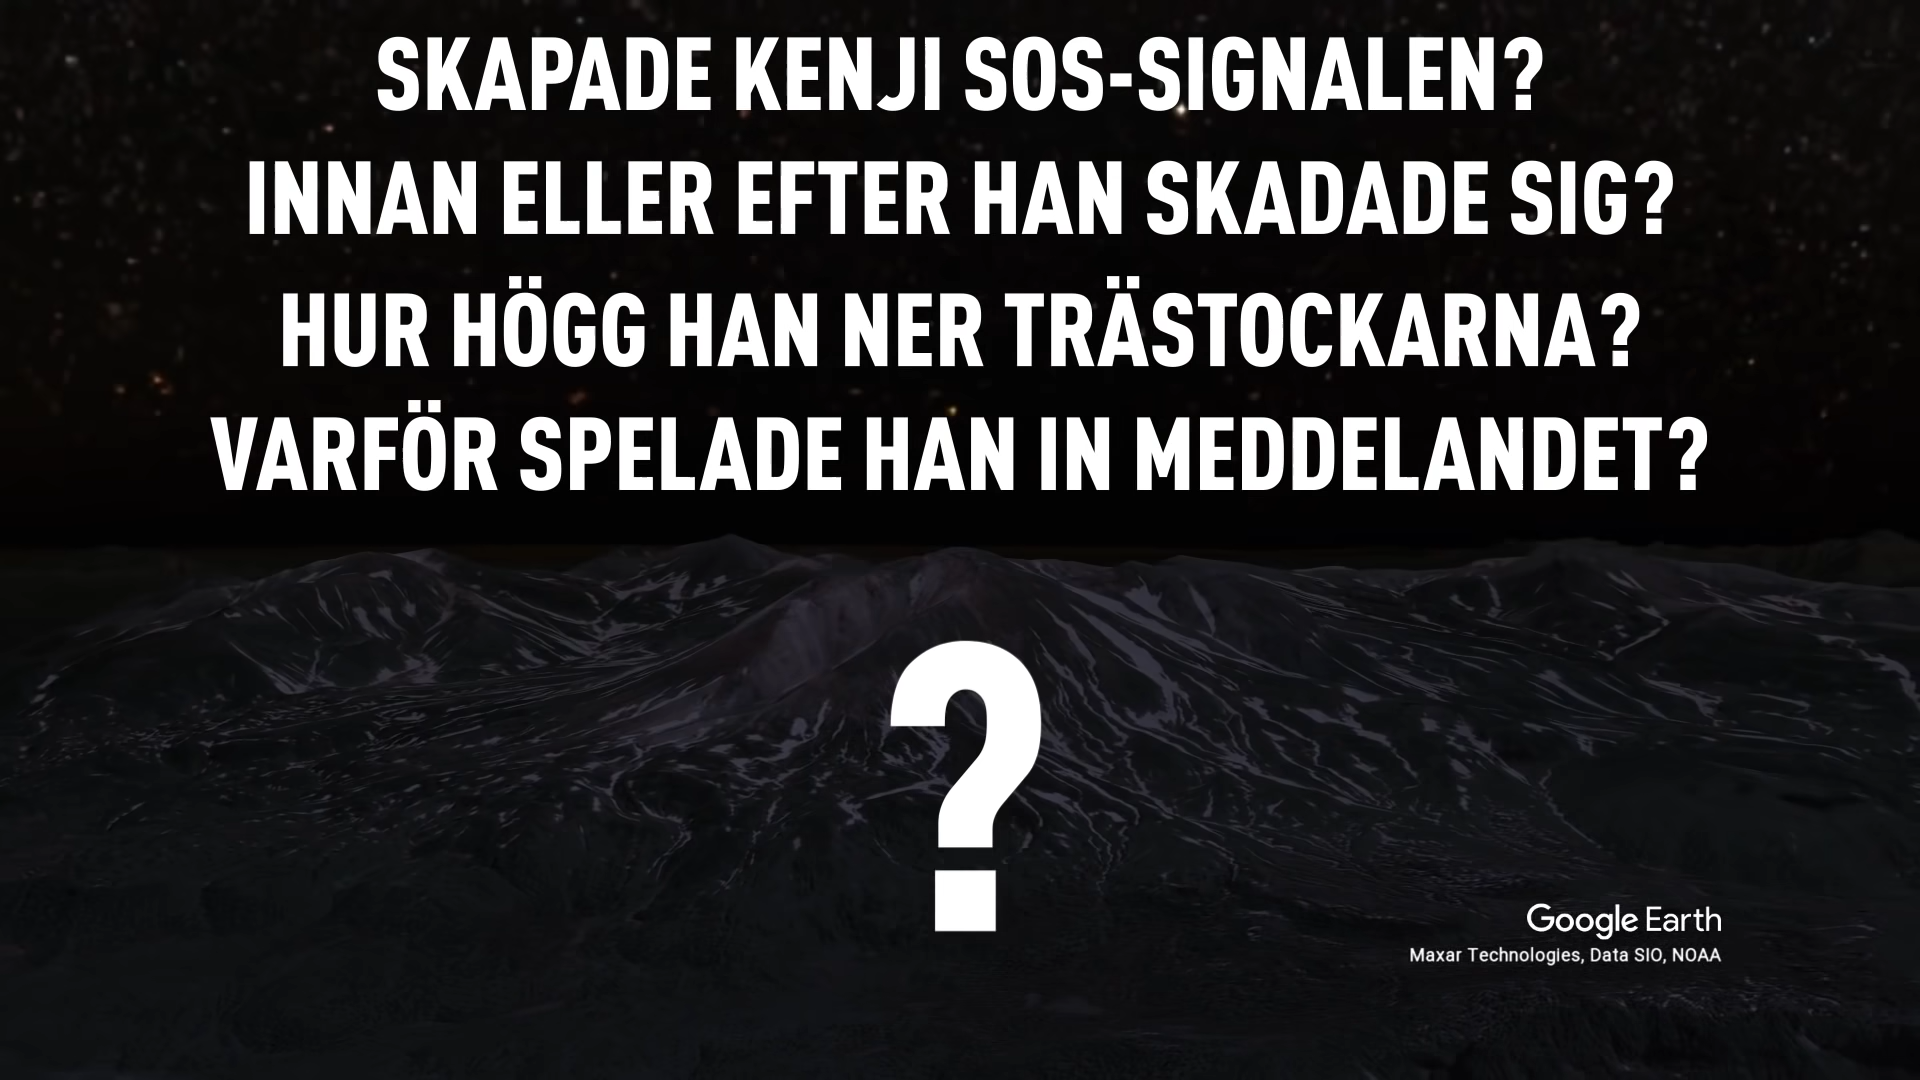 SKAPADE KENJI SOS-SIGNALEN?
INNAN ELLER EFTER HAN SKADADE SIG?
HUR HÖGG HAN NER TRÄSTOCKARNA?
VARFÖR SPELADE HAN IN MEDDELANDET?
?
Google Earth
Maxar Technologies, Data SIO, NOAA